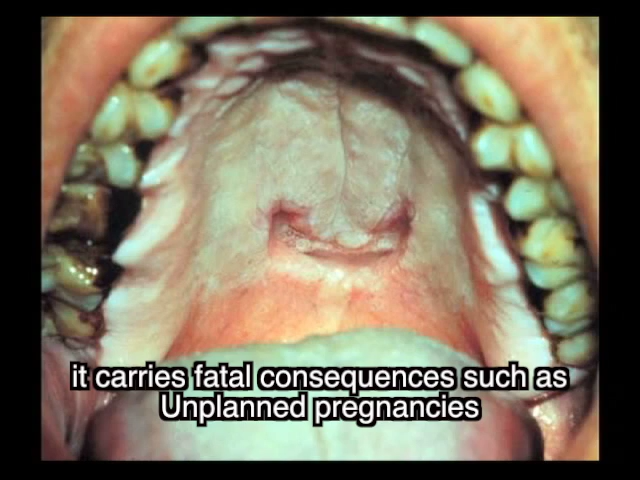 it carries fatal consequences such as
Unplanned pregnancies